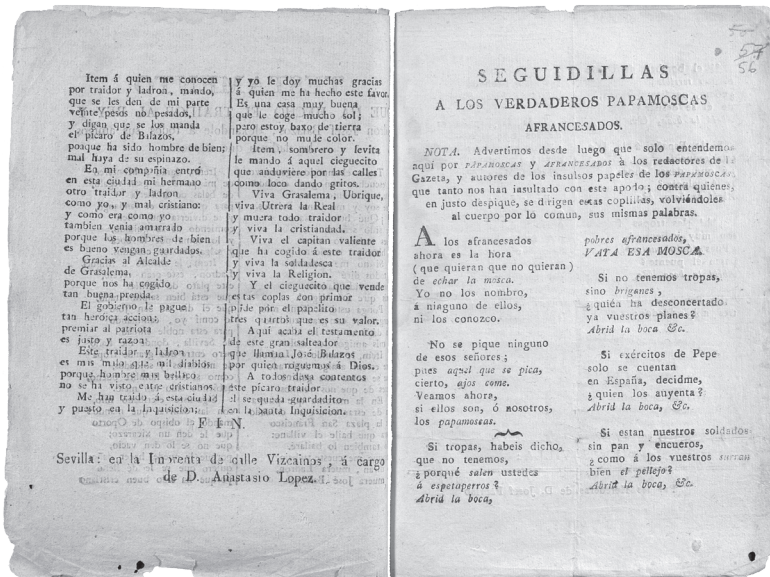 Item á quien me conocen
por traidor y ladron, mando,
que se les den de mi parte
veinte pesos no pesados,
y digan que se los manda
el pícaro de Bilazos,
porque ha sido hombre de bien;
mal haya de su espinazo.
En mi compañía entró
en esta ciudad mi hermano
otro traidor y ladron
como yo, y mal cristiano:
y como era como yo
tambien venia amarrado
porque los hombres de bien
es bueno vengan guardados.
Gracias al Alcalde
de Grasalema,
porque nos ha cogido
tan buena prenda.
El gobierno le pague
tan heróica accion;
premiar al patriota
es justo y razon:
Este traidor y ladron
es mas malo que mil diablos
porque hombre mas bellaco
no se ha visto entre cristianos.
Me han traido á esta ciudad
y puesto en la Inquisicion;
y yo le doy muchas gracias
á quien me ha hecho este favor.
Es una casa muy buena
que le coge mucho sol;
pero estoy baxo de tierra
porque no mude color.
Item, sombrero y levita
le mando á aquel cieguecito
que anduviere por las calles
como loco dando gritos.
Viva Grasalema, Ubrique,
viva Utrera la Real
y muera todo traidor
y viva la cristiandad.
Viva el capitan valiente
que ha cogido á este traidor
y viva la soldadesca
y viva la Religion.
Y el cieguecito que vende
estas coplas con primor
pide por el papelito
tres quartos que es su valor.
Aqui acaba el testamento
de este gran salteador
que llaman José Bilazos
por quien roguemos á Dios.
A todos dexa contentos
este pícaro traidor
el se queda guardadito
en la Santa Inquisicion.
FIN.
Sevilla: en la Imprenta de calle Vizcainos, á cargo
de D. Anastasio Lopez.
57
56
SEGUIDILLAS
A LOS VERDADEROS PAPAMOSCAS
AFRANCESADOS.
NOTA. Advertimos desde luego que solo entendemos
aqui por PAPAMOSCAS y AFRANCESADOS à los redactores de la
Gazeta, y autores de los insulsos papeles de los PAPAMOSCAS
que tanto nos han insultado con este apodo; contra quienes,
en justo despique, se dirigen estas coplillas, volviéndoles
al cuerpo por lo comun, sus mismas palabras.
A los afrancesados
ahora es la hora
(que quieran que no quieran)
de echar la mosca.
Yo no los nombro,
á ninguno de ellos,
ni los conozco.
No se pique ninguno
de esos señores;
pues aquel que se pica,
cierto, ajos come.
Veamos ahora,
si ellos son, ó nosotros,
los papamoscas.
Si tropas, habeis dicho,
que no tenemos,
¿porqué salen ustedes
á espetaperros?
Abrid la boca,
pobres afrancesados,
VAYA ESA MOSCA.
Si no tenemos tropas,
sino briganes,
¿quién ha desconcertado
ya vuestros planes?
Abrid la boca &c.
Si exércitos de Pepe
solo se cuentan
en España, decidme,
¿quien los auyenta?
Abrid la boca, &c.
Si estan nuestros soldados
sin pan y encueros,
¿como á los vuestros surran
bien el pellejo?
Abrid la boca, &c.